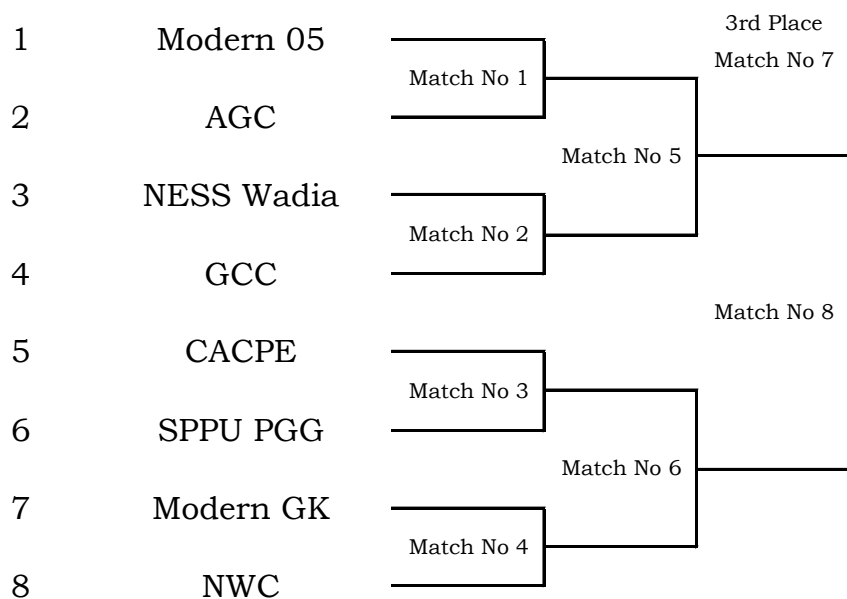 1 Modern 05
2 AGC
3 NESS Wadia
4 GCC
5 CACPE
6 SPPU PGG
7 Modern GK
8 NWC
Match No 1
Match No 2
Match No 3
Match No 4
Match No 5
Match No 6
3rd Place
Match No 7
Match No 8